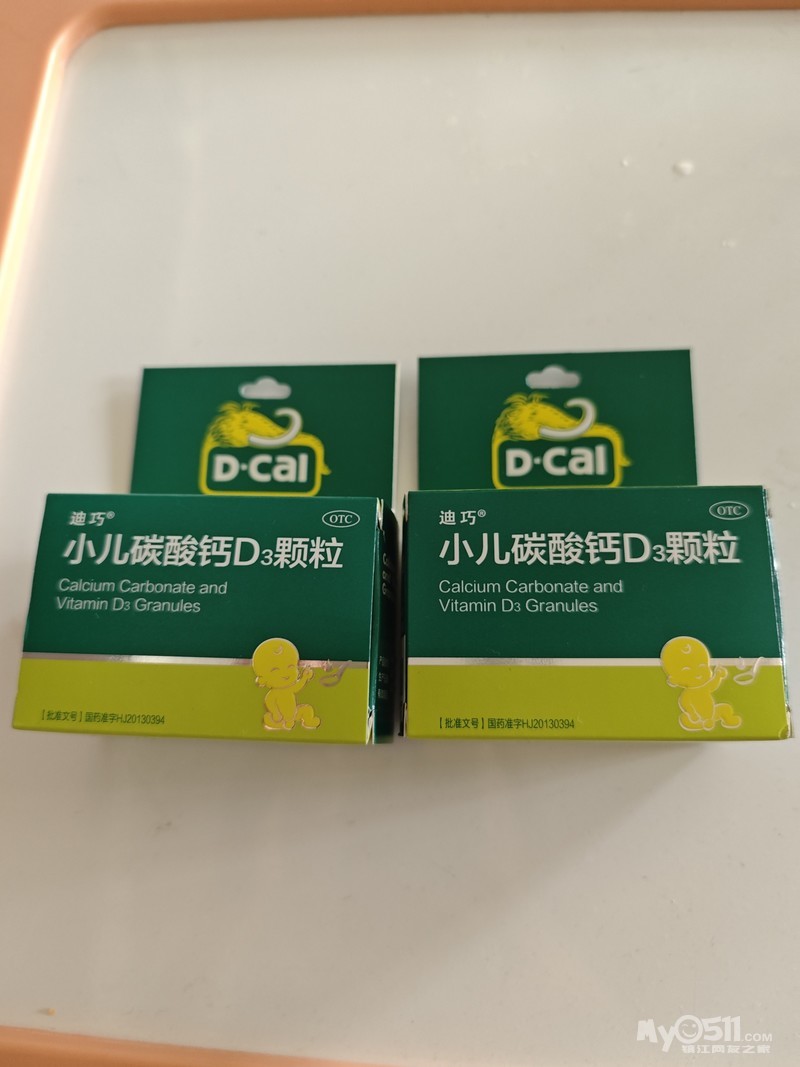 D·Cal
迪巧®
OTC
小儿碳酸钙D3颗粒
Calcium Carbonate and
Vitamin D3 Granules
【批准文号】国药准字HJ20130394
D·Cal
迪巧®
OTC
小儿碳酸钙D3颗粒
Calcium Carbonate and
Vitamin D3 Granules
【批准文号】国药准字HJ20130394
My0511.COM
镇江网友之家